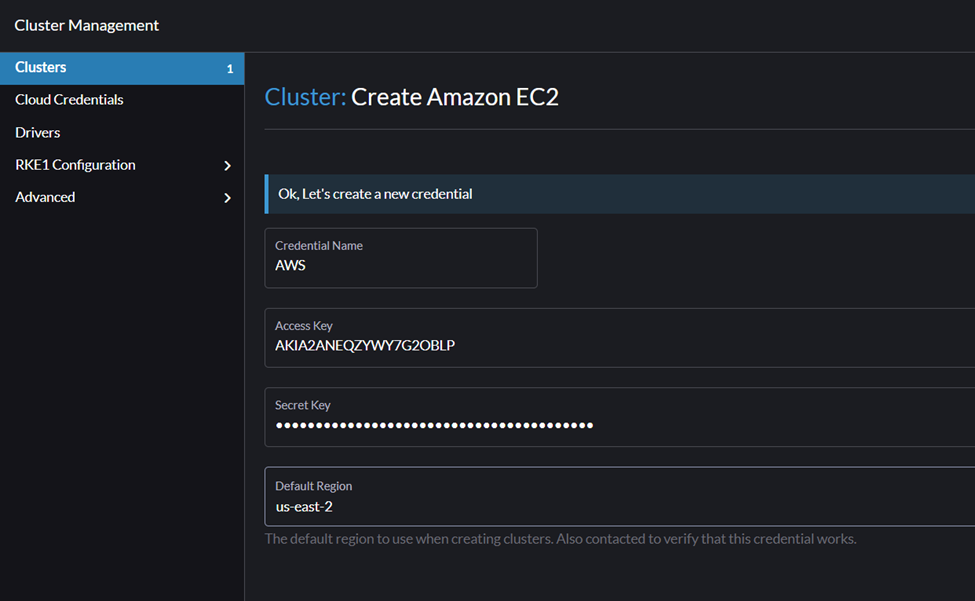 Cluster Management
Clusters 1
Cloud Credentials
Drivers
RKE1 Configuration
Advanced
Cluster: Create Amazon EC2
Ok, Let's create a new credential
Credential Name
AWS
Access Key
AKIA2ANEQZYWY7G2OBLP
Secret Key
••••••••••••••••••••••••••••••••••••••••
Default Region
us-east-2
The default region to use when creating clusters. Also contacted to verify that this credential works.